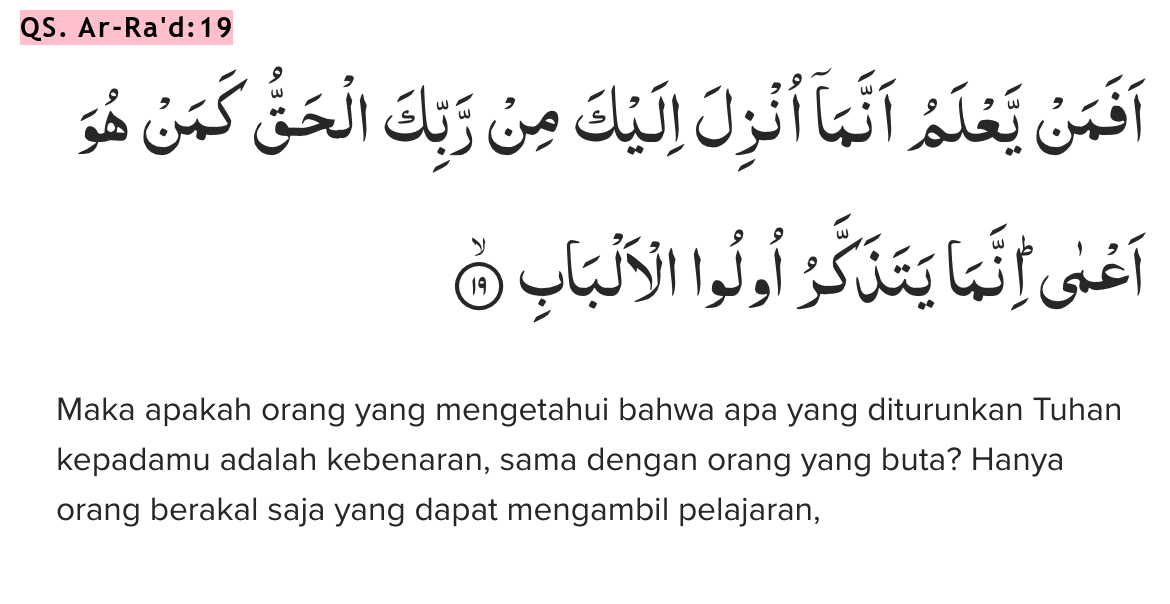 QS. Ar-Ra'd:19
اَفَمَنْ يَّعْلَمُ اَنَّمَآ اُنْزِلَ اِلَيْكَ مِنْ رَّبِّكَ الْحَقُّ كَمَنْ هُوَ
اَعْمٰىۗ اِنَّمَا يَتَذَكَّرُ اُولُوا الْاَلْبَابِۙ ١٩
Maka apakah orang yang mengetahui bahwa apa yang diturunkan Tuhan
kepadamu adalah kebenaran, sama dengan orang yang buta? Hanya
orang berakal saja yang dapat mengambil pelajaran,